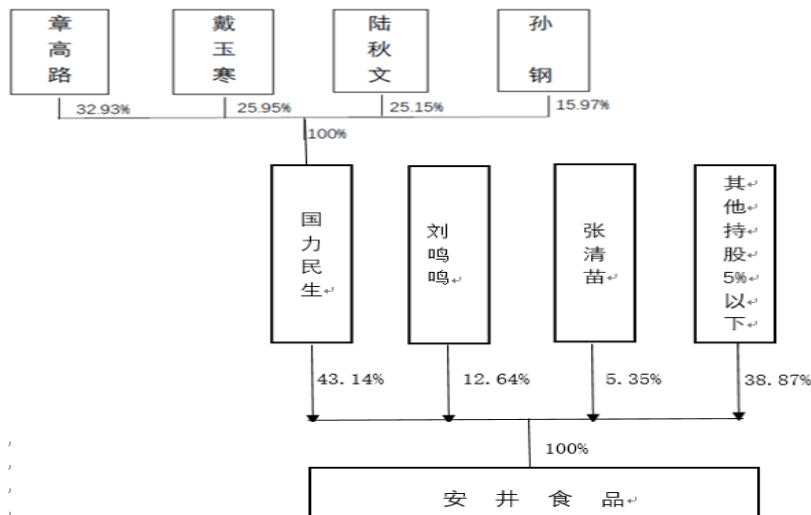 章高路
戴玉寒
陆秋文
孙钢
32.93%
25.95%
25.15%
15.97%
100%
国力民生
刘鸣鸣
张清苗
其他持股5%以下
43.14%
12.64%
5.35%
38.87%
100%
安井食品